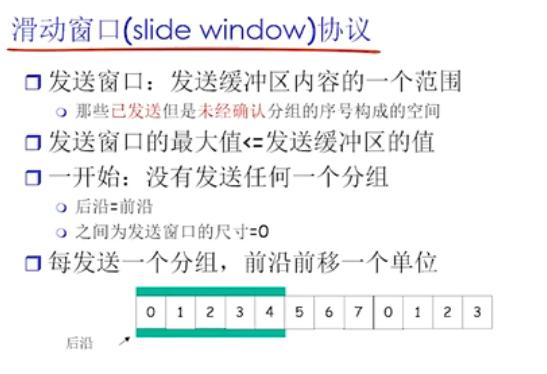 滑动窗口(slide window)协议
发送窗口：发送缓冲区内容的一个范围
那些已发送但是未经确认分组的序号构成的空间
发送窗口的最大值<=发送缓冲区的值
一开始：没有发送任何一个分组
后沿=前沿
之间为发送窗口的尺寸=0
每发送一个分组，前沿前移一个单位
0 1 2 3 4 5 6 7 0 1 2 3
后沿